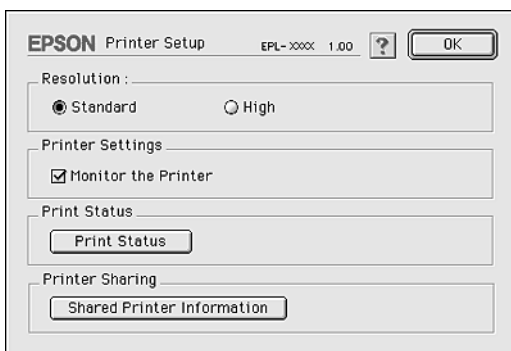 EPSON Printer Setup EPL-XXXX 1.00 ? OK
Resolution :
Standard High
Printer Settings
Monitor the Printer
Print Status
Print Status
Printer Sharing
Shared Printer Information